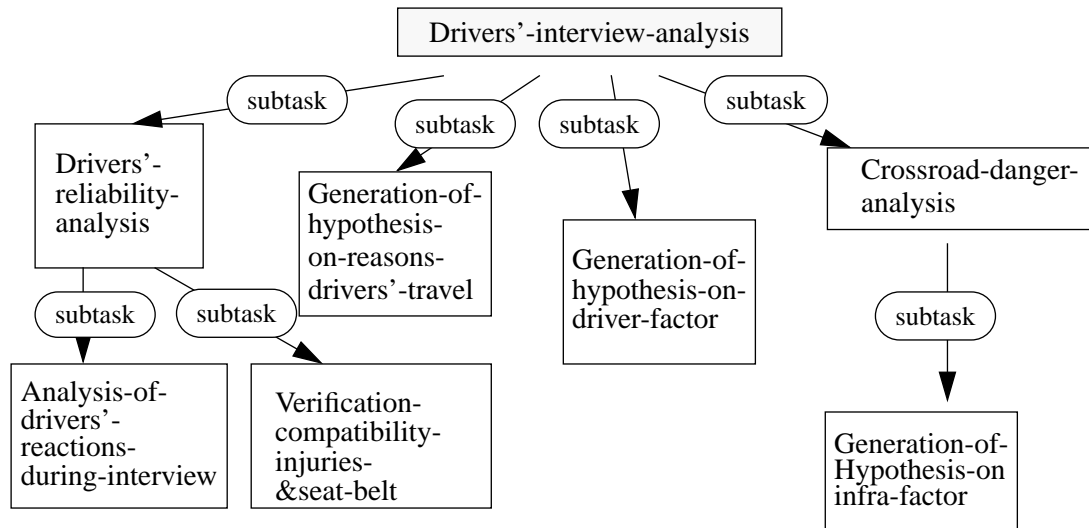 Drivers’-interview-analysis
subtask
subtask
subtask
subtask
Drivers’-
reliability-
analysis
Generation-of-
hypothesis-
on-reasons-
drivers’-travel
Generation-of-
hypothesis-on-
driver-factor
Crossroad-danger-
analysis
subtask
subtask
subtask
Analysis-of-
drivers’-
reactions-
during-interview
Verification-
compatibility-
injuries-
&seat-belt
Generation-of-
Hypothesis-on
infra-factor